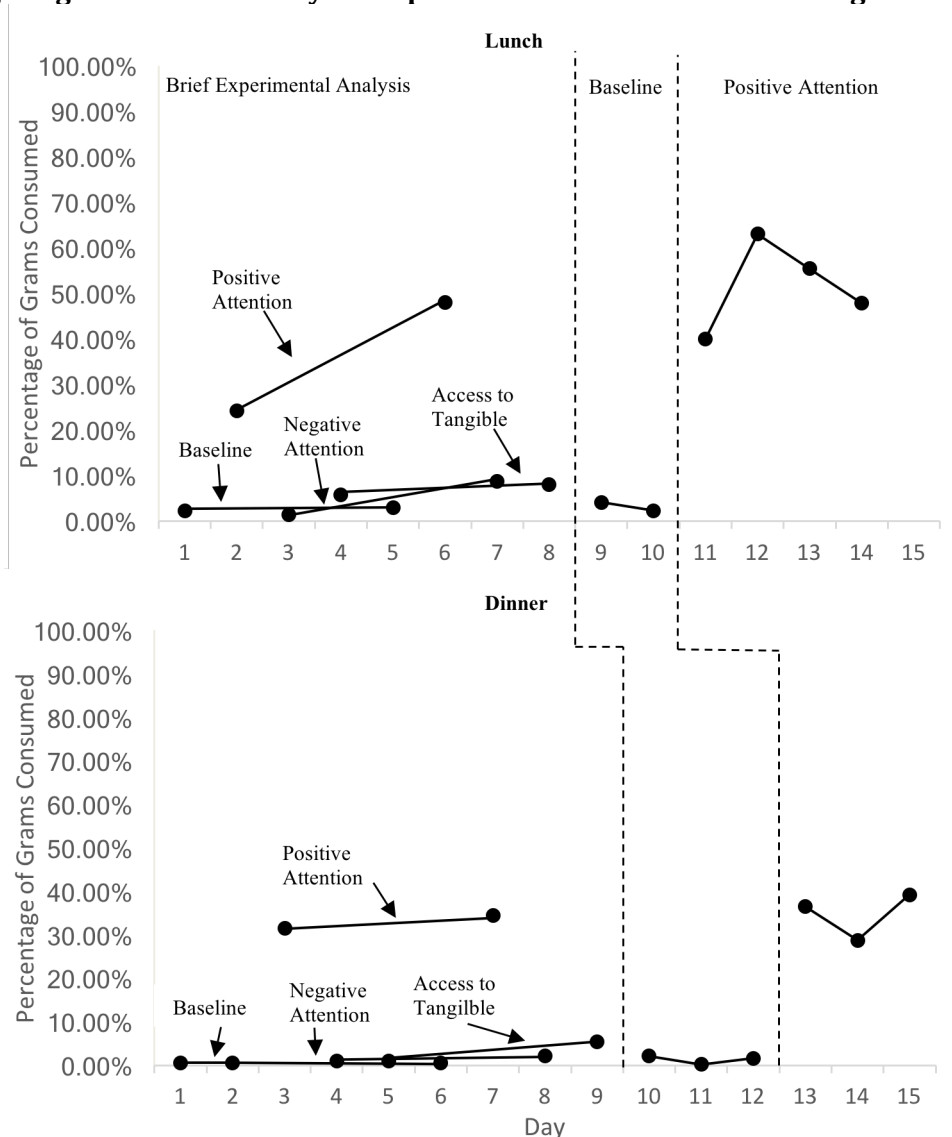 Lunch
100.00%
90.00%
80.00%
70.00%
60.00%
50.00%
40.00%
30.00%
20.00%
10.00%
0.00%
Percentage of Grams Consumed
Brief Experimental Analysis
Baseline
Positive Attention
Positive
Attention
Baseline
Negative
Attention
Access to
Tangible
1 2 3 4 5 6 7 8 9 10 11 12 13 14 15
Dinner
100.00%
90.00%
80.00%
70.00%
60.00%
50.00%
40.00%
30.00%
20.00%
10.00%
0.00%
Percentage of Grams Consumed
Positive
Attention
Baseline
Negative
Attention
Access to
Tangilble
1 2 3 4 5 6 7 8 9 10 11 12 13 14 15
Day